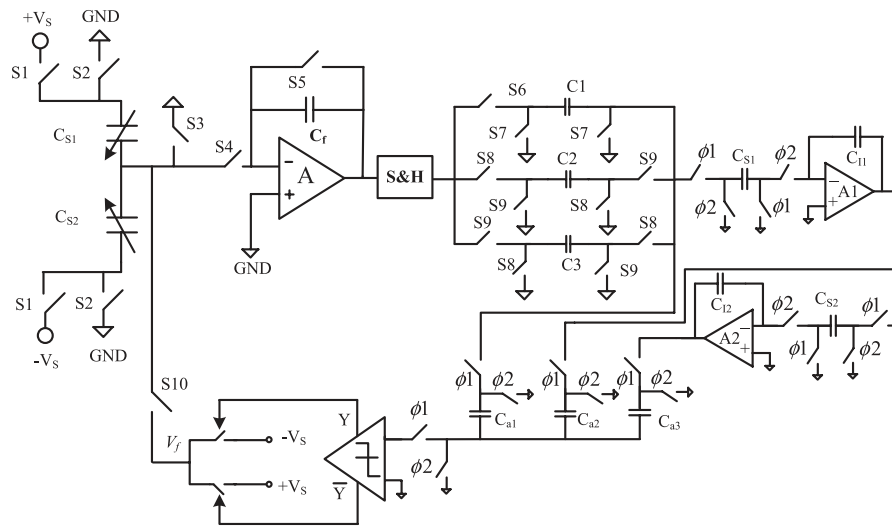 +V_S
GND
S1
S2
C_S1
S3
S4
S5
C_f
A
−
+
GND
S&H
S6
C1
S7
S7
S8
C2
S9
S9
S8
S9
C3
S8
S8
S9
ϕ1
C_S1
ϕ2
ϕ2
ϕ1
C_I1
−
+
A1
C_S2
S1
S2
-V_S
GND
C_I2
A2
−
+
ϕ2
C_S2
ϕ1
ϕ1
ϕ2
S10
ϕ1
ϕ2
C_a1
ϕ1
ϕ2
C_a2
ϕ1
ϕ2
C_a3
V_f
-V_S
+V_S
Y
Y̅
ϕ1
ϕ2